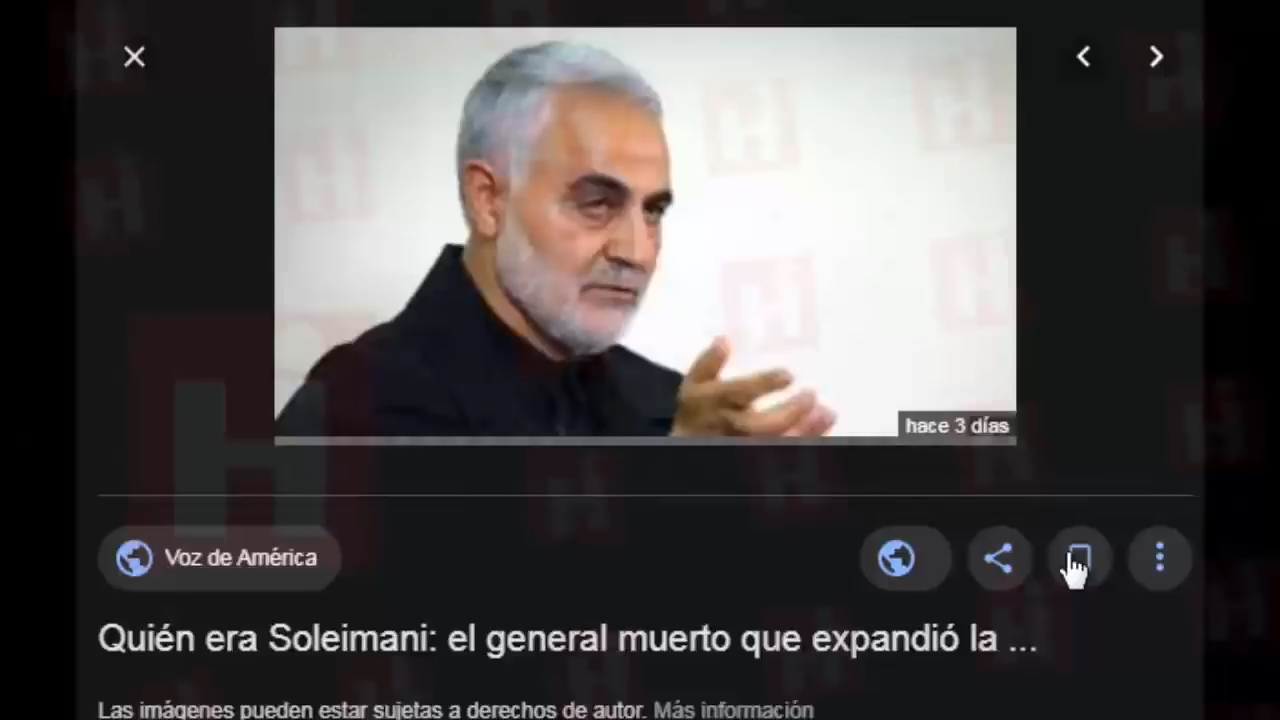 hace 3 días
Voz de América
Quién era Soleimani: el general muerto que expandió la ...
Las imágenes pueden estar sujetas a derechos de autor. Más información